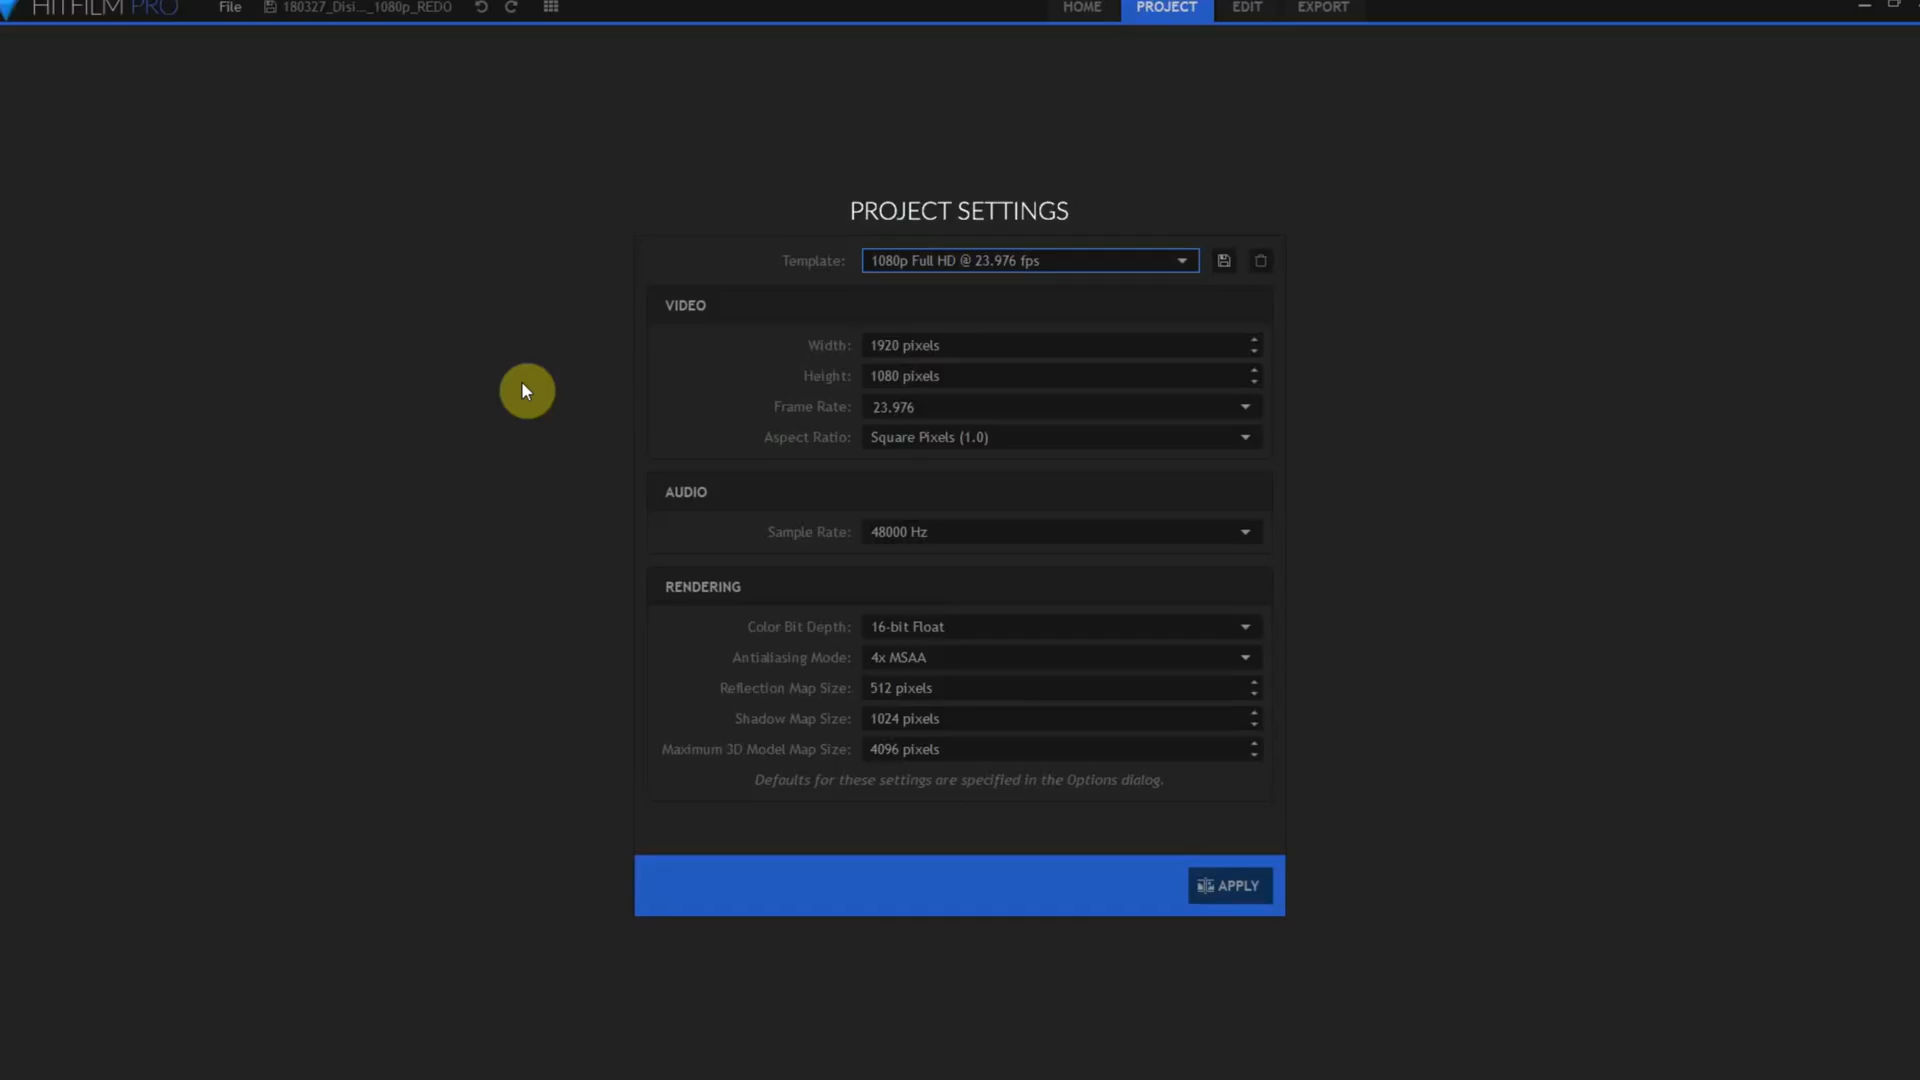 HITFILM PRO File 180327_Disi..._1080p_REDO HOME PROJECT EDIT EXPORT
PROJECT SETTINGS
Template: 1080p Full HD @ 23.976 fps
VIDEO
Width: 1920 pixels
Height: 1080 pixels
Frame Rate: 23.976
Aspect Ratio: Square Pixels (1.0)
AUDIO
Sample Rate: 48000 Hz
RENDERING
Color Bit Depth: 16-bit Float
Antialiasing Mode: 4x MSAA
Reflection Map Size: 512 pixels
Shadow Map Size: 1024 pixels
Maximum 3D Model Map Size: 4096 pixels
Defaults for these settings are specified in the Options dialog.
APPLY